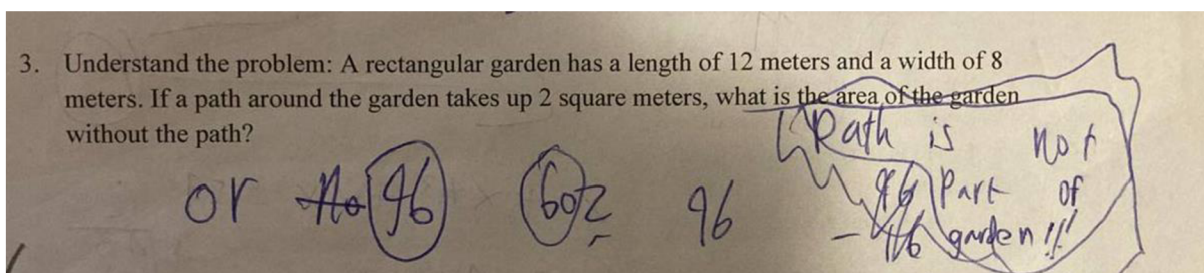 3. Understand the problem: A rectangular garden has a length of 12 meters and a width of 8
meters. If a path around the garden takes up 2 square meters, what is the area of the garden
without the path?
Path is not
part of
garden !!!
or 96 96